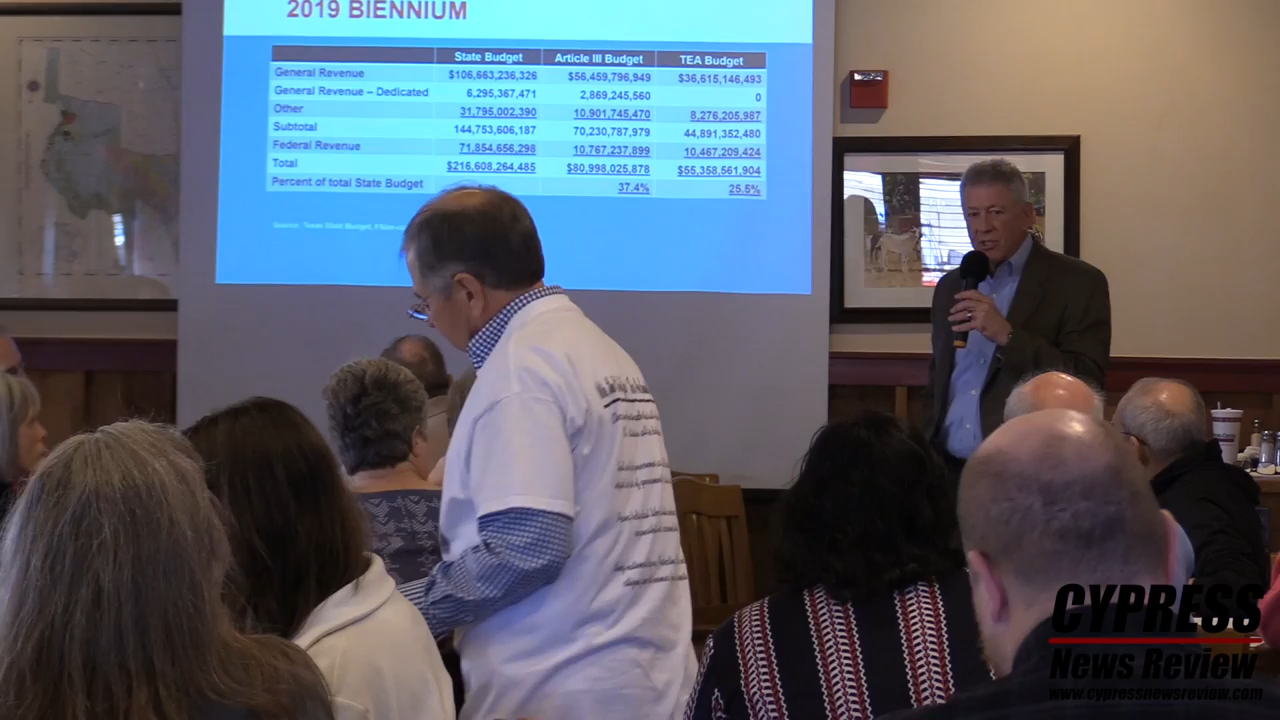 2019 BIENNIUM
State Budget Article III Budget TEA Budget
General Revenue $106,663,236,326 $56,459,796,949 $36,615,146,493
General Revenue – Dedicated 6,295,367,471 2,869,245,560 0
Other 31,795,002,390 10,901,745,470 8,276,205,987
Subtotal 144,753,606,187 70,230,787,979 44,891,352,480
Federal Revenue 71,854,656,298 10,767,237,899 10,467,209,424
Total $216,608,264,485 $80,998,025,878 $55,358,561,904
Percent of total State Budget 37.4% 25.5%
Source: Texas State Budget,
CYPRESS
News Review
www.cypressnewsreview.com